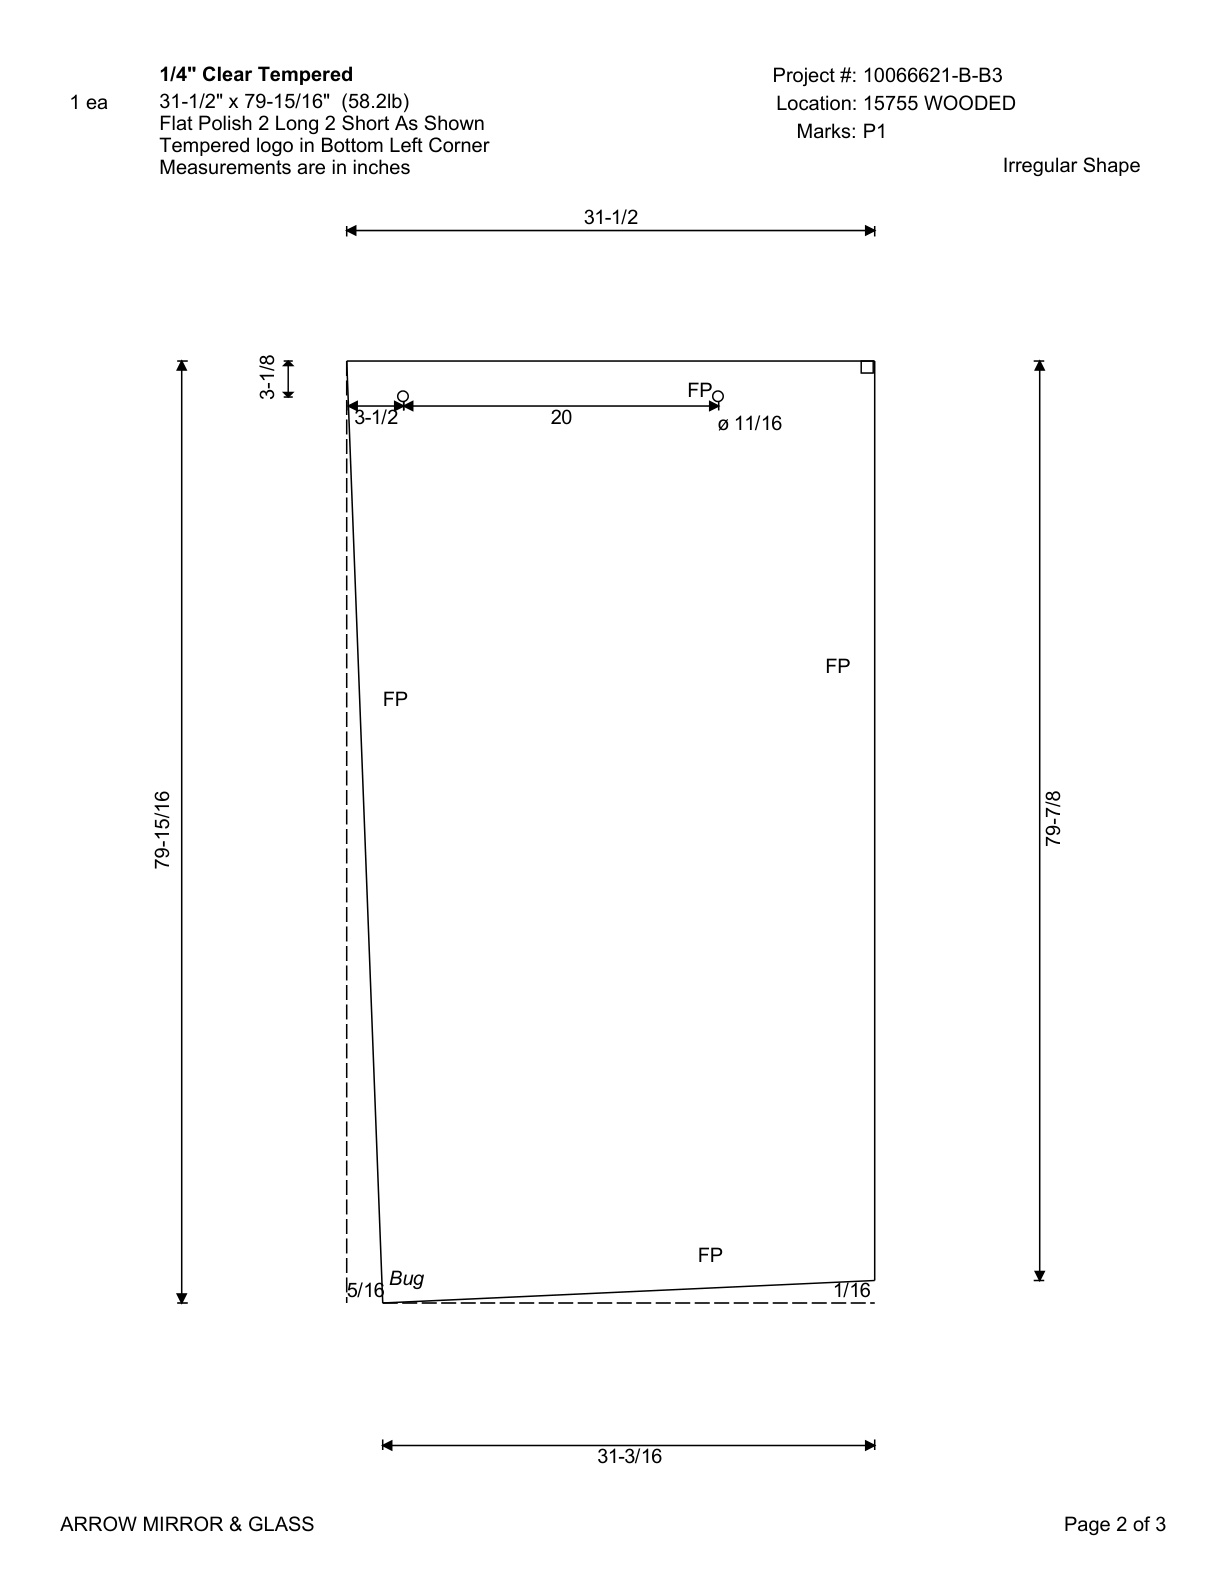 1/4" Clear Tempered
1 ea
31-1/2" x 79-15/16" (58.2lb)
Flat Polish 2 Long 2 Short As Shown
Tempered logo in Bottom Left Corner
Measurements are in inches
Project #: 10066621-B-B3
Location: 15755 WOODED
Marks: P1
Irregular Shape
31-1/2
3-1/8
FP
3-1/2
20
ø 11/16
FP
FP
79-15/16
79-7/8
FP
Bug
5/16
1/16
31-3/16
ARROW MIRROR & GLASS
Page 2 of 3